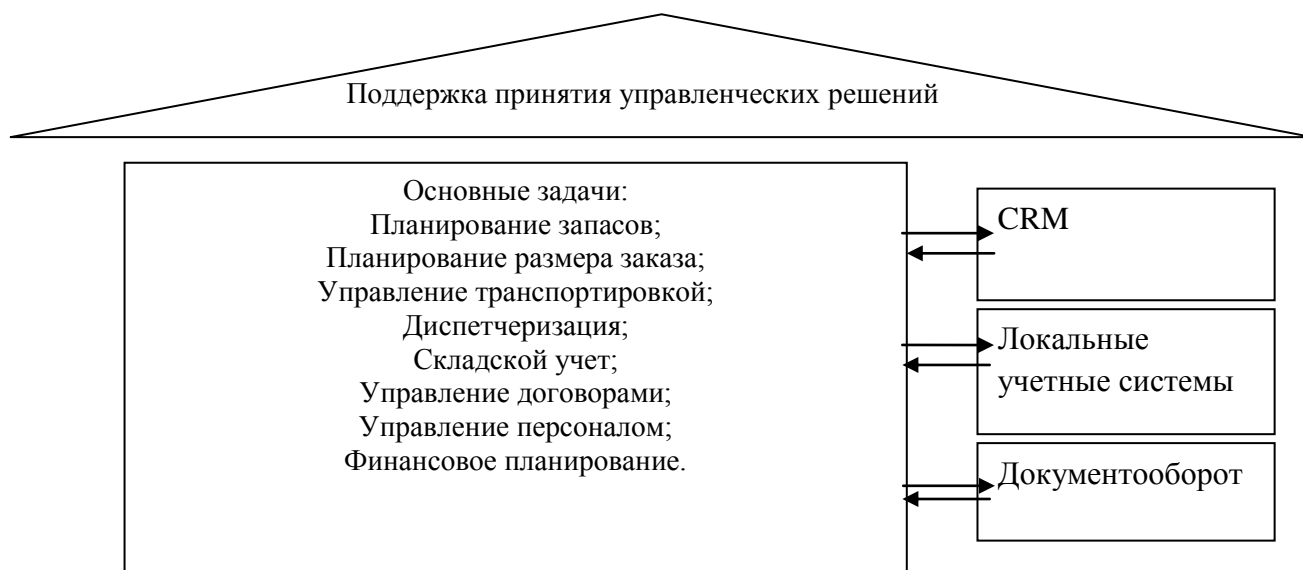 Поддержка принятия управленческих решений
Основные задачи:
Планирование запасов;
Планирование размера заказа;
Управление транспортировкой;
Диспетчеризация;
Складской учет;
Управление договорами;
Управление персоналом;
Финансовое планирование.
CRM
Локальные
учетные системы
Документооборот